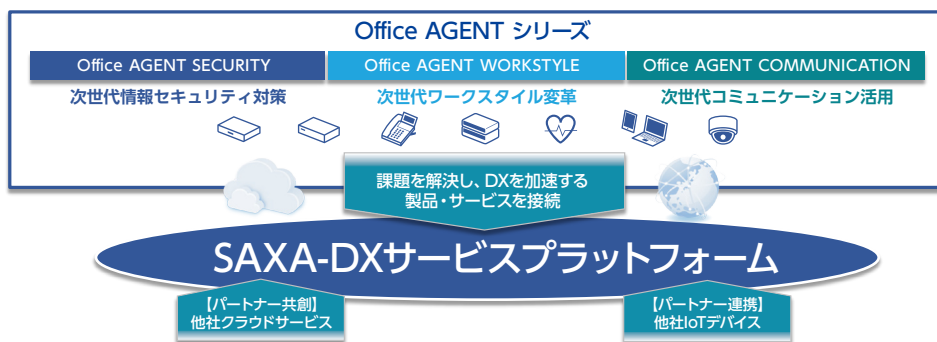 Office AGENT シリーズ
Office AGENT SECURITY
Office AGENT WORKSTYLE
Office AGENT COMMUNICATION
次世代情報セキュリティ対策
次世代ワークスタイル変革
次世代コミュニケーション活用
課題を解決し、DXを加速する
製品・サービスを接続
SAXA-DXサービスプラットフォーム
【パートナー共創】
他社クラウドサービス
【パートナー連携】
他社IoTデバイス